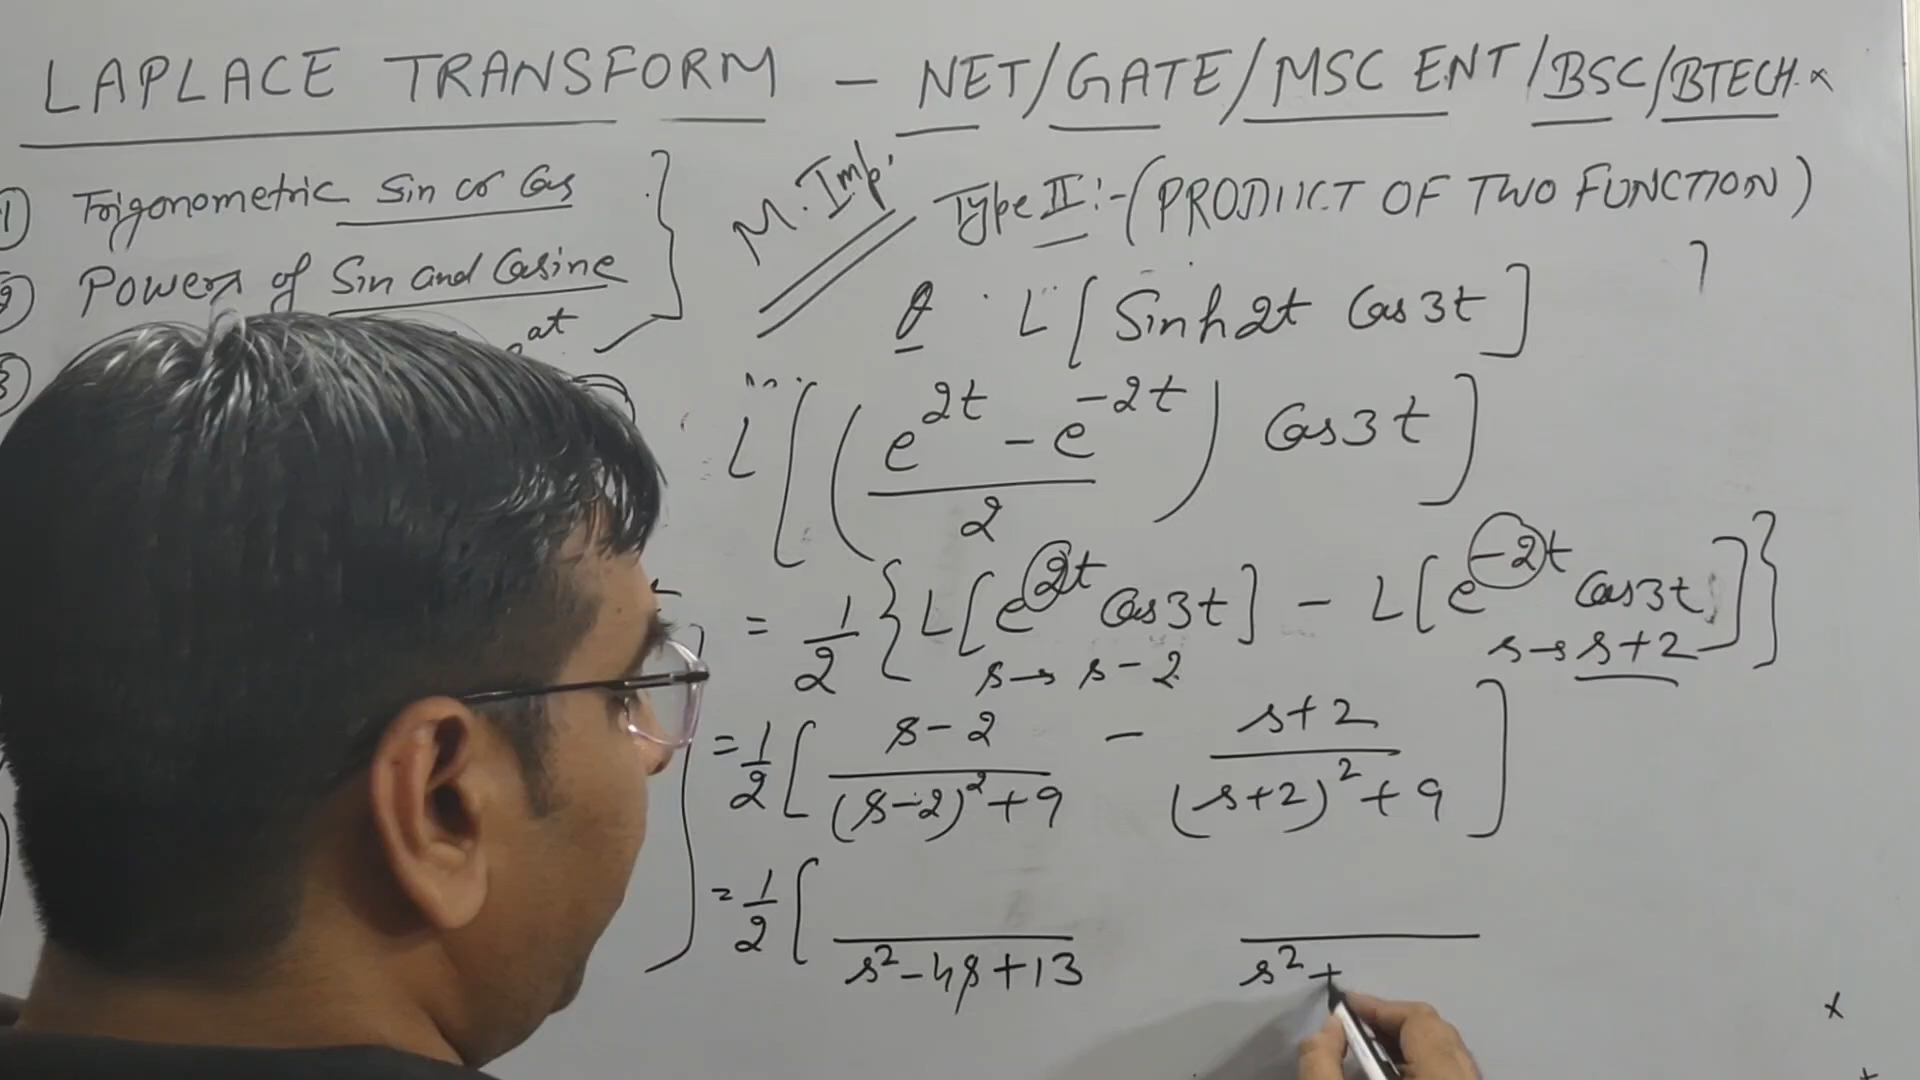 LAPLACE TRANSFORM - NET/GATE/MSC ENT/BSC/BTECH.
1) Trigonometric Sin or Cos
2) Powers of Sin and Cosine
3) at
M. Imp.
Type II :- (PRODUCT OF TWO FUNCTION)
Q. L[Sinh2t Cos3t]
L[((e^{2t} - e^{-2t})/2) Cos3t]
= 1/2 {L[e^{2t} Cos3t] - L[e^{-2t} Cos3t]}
s→ s-2 s→ s+2
= 1/2 [(s-2)/((s-2)^2+9) - (s+2)/((s+2)^2+9)]
= 1/2 [ /(s^2-4s+13) /(s^2+